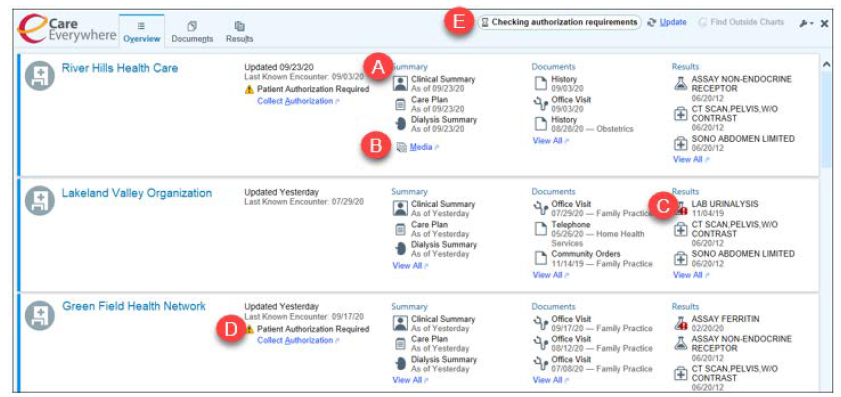 Care
Everywhere
Overview
Documents
Results
E
Checking authorization requirements
Update
Find Outside Charts
River Hills Health Care
Updated 09/23/20
Last Known Encounter: 09/03/20
Patient Authorization Required
Collect Authorization
A
Summary
Clinical Summary
As of 09/23/20
Care Plan
As of 09/23/20
Dialysis Summary
As of 09/23/20
B
Media
Documents
History
09/03/20
Office Visit
09/03/20
History
08/28/20 — Obstetrics
View All
Results
ASSAY NON-ENDOCRINE
RECEPTOR
06/20/12
CT SCAN,PELVIS,W/O
CONTRAST
06/20/12
SONO ABDOMEN LIMITED
06/20/12
View All
Lakeland Valley Organization
Updated Yesterday
Last Known Encounter: 07/29/20
Summary
Clinical Summary
As of Yesterday
Care Plan
As of Yesterday
Dialysis Summary
As of Yesterday
View All
Documents
Office Visit
07/29/20 — Family Practice
Telephone
05/26/20 — Home Health
Services
Community Orders
11/14/19 — Family Practice
View All
C
Results
LAB URINALYSIS
11/04/19
CT SCAN,PELVIS,W/O
CONTRAST
06/20/12
SONO ABDOMEN LIMITED
06/20/12
View All
Green Field Health Network
Updated Yesterday
Last Known Encounter: 09/17/20
D
Patient Authorization Required
Collect Authorization
Summary
Clinical Summary
As of Yesterday
Care Plan
As of Yesterday
Dialysis Summary
As of Yesterday
View All
Documents
Office Visit
09/17/20 — Family Practice
Office Visit
08/12/20 — Family Practice
Office Visit
07/08/20 — Family Practice
View All
Results
ASSAY FERRITIN
02/20/20
ASSAY NON-ENDOCRINE
RECEPTOR
06/20/12
CT SCAN,PELVIS,W/O
CONTRAST
06/20/12